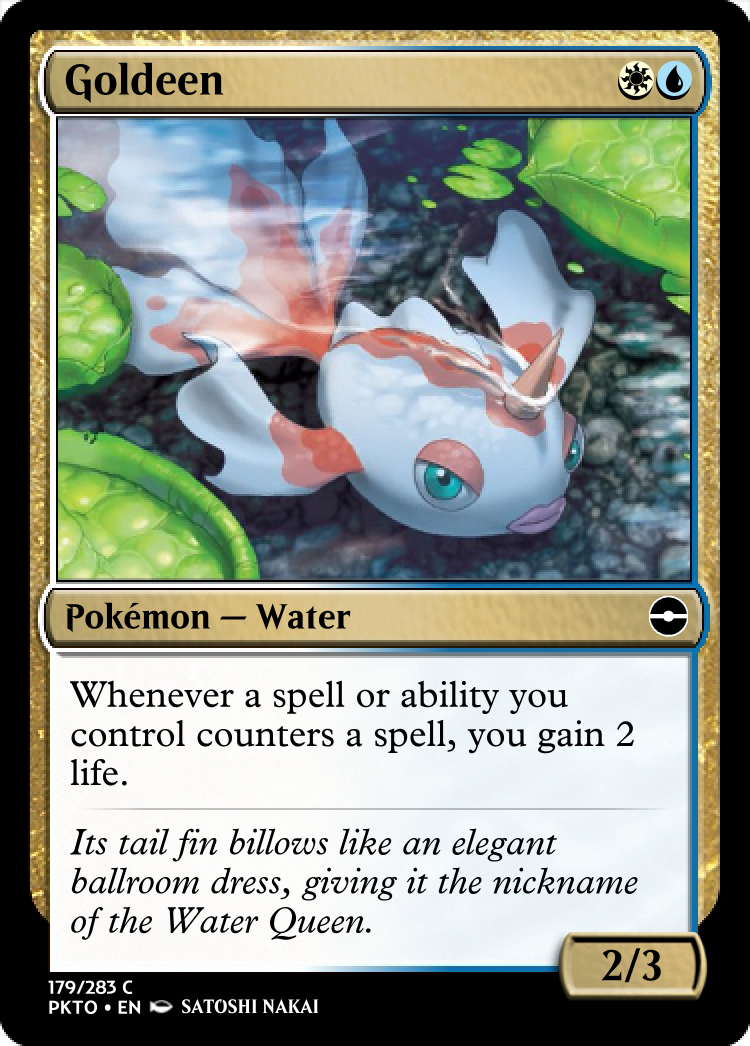 Goldeen
Pokémon — Water
Whenever a spell or ability you
control counters a spell, you gain 2
life.
Its tail fin billows like an elegant
ballroom dress, giving it the nickname
of the Water Queen.
2/3
179/283 C
PKTO • EN SATOSHI NAKAI